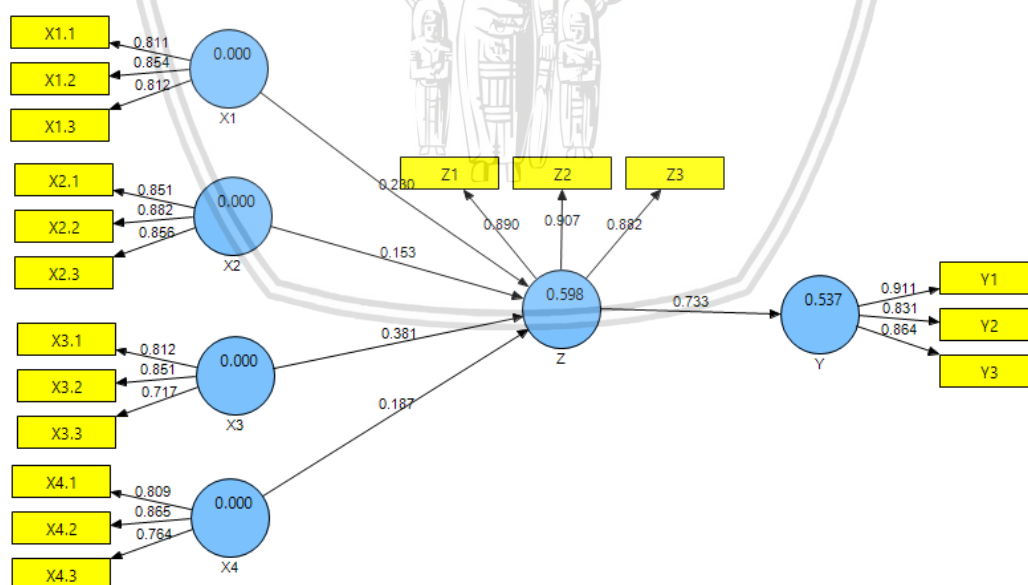 X1.1
0.811
0.000
X1.2
0.854
0.812
X1.3
X1
X2.1
0.851
0.000
X2.2
0.882
0.856
X2.3
X2
X3.1
0.812
0.000
X3.2
0.851
0.717
X3.3
X3
X4.1
0.809
0.000
X4.2
0.865
0.764
X4.3
X4
0.230
0.153
0.381
0.187
Z1
Z2
Z3
0.890
0.907
0.882
0.598
Z
0.733
0.537
Y
0.911
Y1
0.831
Y2
0.864
Y3